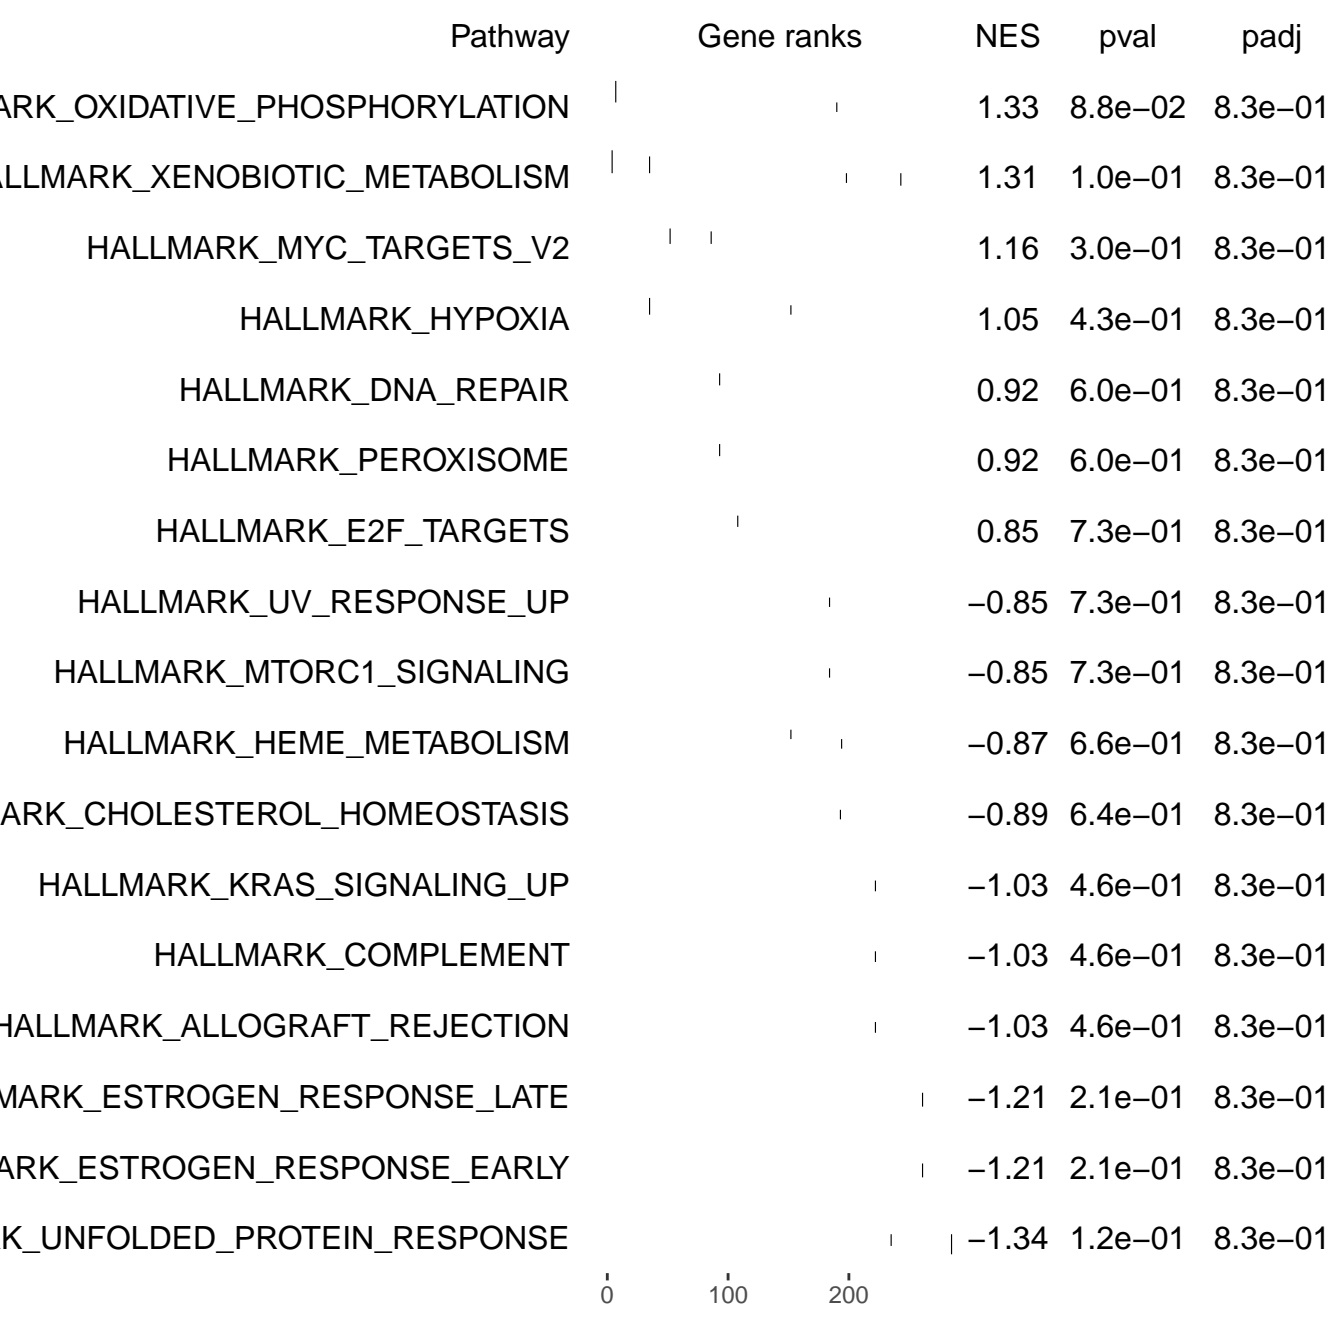 Pathway Gene ranks NES pval padj
ARK_OXIDATIVE_PHOSPHORYLATION 1.33 8.8e−02 8.3e−01
ALLMARK_XENOBIOTIC_METABOLISM 1.31 1.0e−01 8.3e−01
HALLMARK_MYC_TARGETS_V2 1.16 3.0e−01 8.3e−01
HALLMARK_HYPOXIA 1.05 4.3e−01 8.3e−01
HALLMARK_DNA_REPAIR 0.92 6.0e−01 8.3e−01
HALLMARK_PEROXISOME 0.92 6.0e−01 8.3e−01
HALLMARK_E2F_TARGETS 0.85 7.3e−01 8.3e−01
HALLMARK_UV_RESPONSE_UP −0.85 7.3e−01 8.3e−01
HALLMARK_MTORC1_SIGNALING −0.85 7.3e−01 8.3e−01
HALLMARK_HEME_METABOLISM −0.87 6.6e−01 8.3e−01
ARK_CHOLESTEROL_HOMEOSTASIS −0.89 6.4e−01 8.3e−01
HALLMARK_KRAS_SIGNALING_UP −1.03 4.6e−01 8.3e−01
HALLMARK_COMPLEMENT −1.03 4.6e−01 8.3e−01
HALLMARK_ALLOGRAFT_REJECTION −1.03 4.6e−01 8.3e−01
MARK_ESTROGEN_RESPONSE_LATE −1.21 2.1e−01 8.3e−01
ARK_ESTROGEN_RESPONSE_EARLY −1.21 2.1e−01 8.3e−01
K_UNFOLDED_PROTEIN_RESPONSE −1.34 1.2e−01 8.3e−01
0 100 200